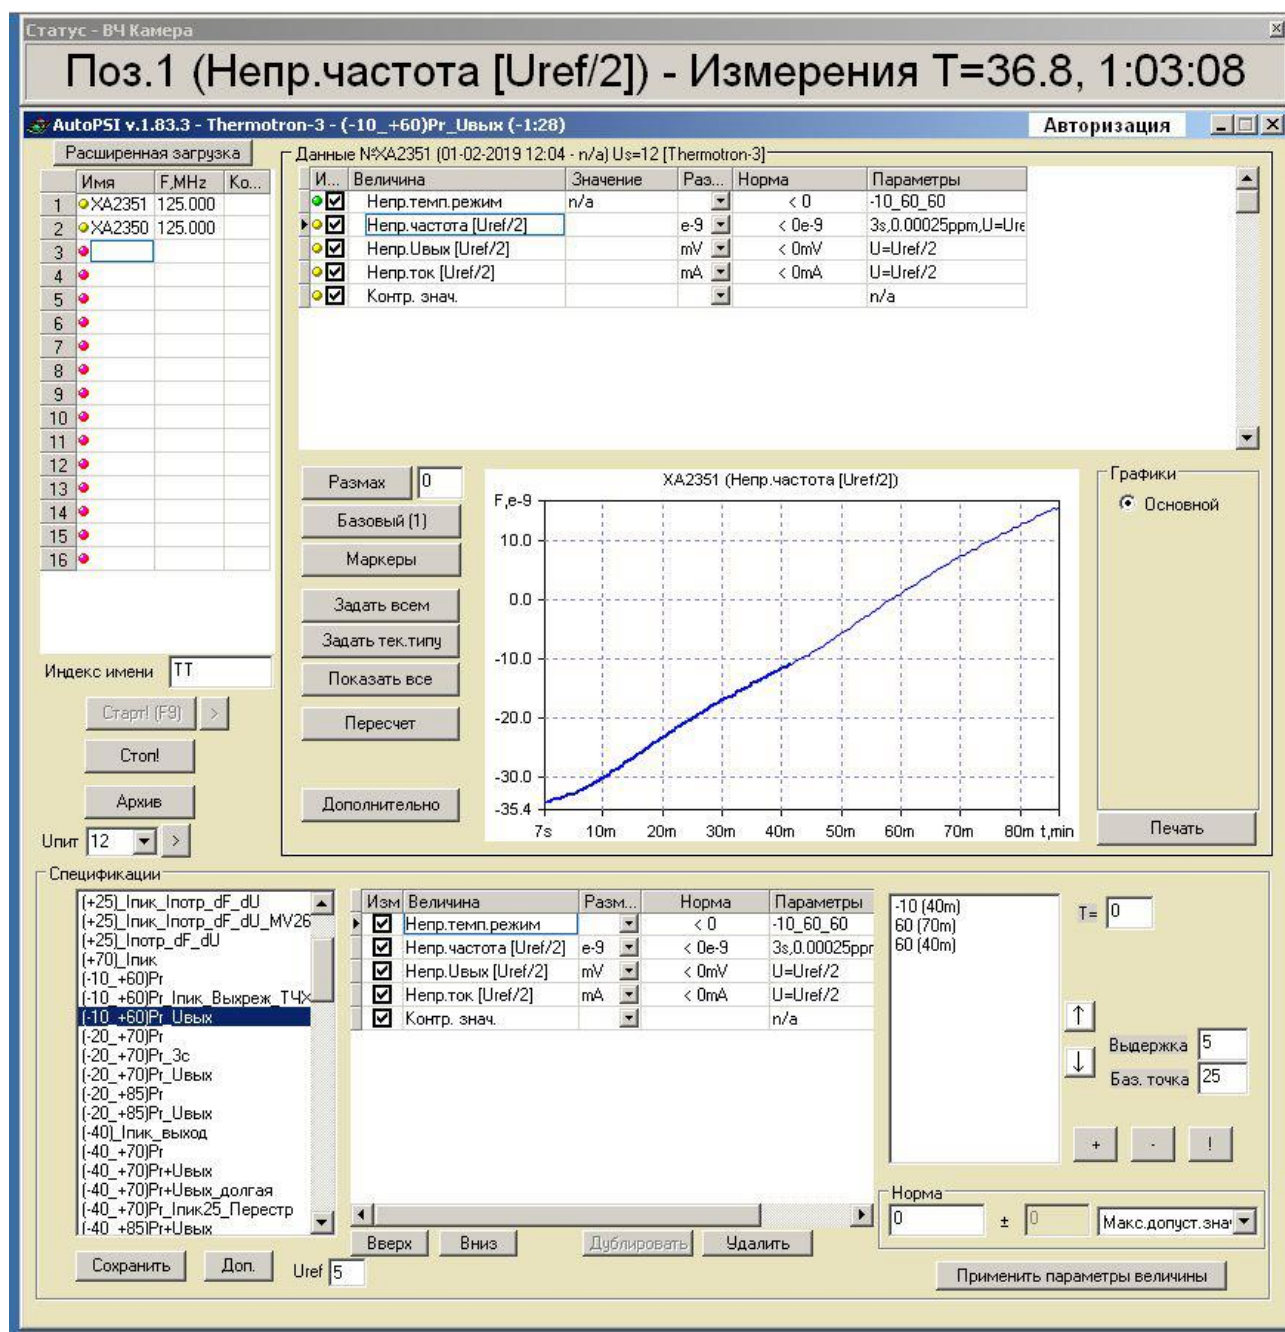 Статус - ВЧ Камера
Поз.1 (Непр.частота [Uref/2]) - Измерения T=36.8, 1:03:08
AutoPSI v.1.83.3 - Thermotron-3 - (-10_+60)Pr_Uвых (-1:28)
Авторизация
Расширенная загрузка
Имя F,MHz Ко...
1 XA2351 125.000
2 XA2350 125.000
3
4
5
6
7
8
9
10
11
12
13
14
15
16
Индекс имени ТТ
Старт! (F9) >
Стоп!
Архив
Uпит 12 >
Данные №XA2351 (01-02-2019 12:04 - n/a) Us=12 [Thermotron-3]
И... Величина Значение Раз... Норма Параметры
Непр.темп.режим n/a < 0 -10_60_60
Непр.частота [Uref/2] e-9 < 0e-9 3s,0.00025ppm,U=Ure
Непр.Uвых [Uref/2] mV < 0mV U=Uref/2
Непр.ток [Uref/2] mA < 0mA U=Uref/2
Контр. знач. n/a
Размах 0
Базовый (1)
Маркеры
Задать всем
Задать тек.типу
Показать все
Пересчет
Дополнительно
XA2351 (Непр.частота [Uref/2])
F,e-9
10.0
0.0
-10.0
-20.0
-30.0
-35.4
7s 10m 20m 30m 40m 50m 60m 70m 80m t,min
Графики
Основной
Печать
Спецификации
(+25)_Iпик_Iпотр_dF_dU
(+25)_Iпик_Iпотр_dF_dU_MV26
(+25)_Iпотр_dF_dU
(+70)_Iпик
(-10_+60)Pr
(-10_+60)Pr_Iпик_Выхреж_ТЧХ
(-10_+60)Pr_Uвых
(-20_+70)Pr
(-20_+70)Pr_3с
(-20_+70)Pr_Uвых
(-20_+85)Pr
(-20_+85)Pr_Uвых
(-40)_Iпик_выход
(-40_+70)Pr
(-40_+70)Pr+Uвых
(-40_+70)Pr+Uвых_долгая
(-40_+70)Pr_Iпик25_Перестр
(-40_+85)Pr+Uвых
Сохранить Доп. Uref 5
Изм Величина Разм... Норма Параметры
Непр.темп.режим < 0 -10_60_60
Непр.частота [Uref/2] e-9 < 0e-9 3s,0.00025ppr
Непр.Uвых [Uref/2] mV < 0mV U=Uref/2
Непр.ток [Uref/2] mA < 0mA U=Uref/2
Контр. знач. n/a
Вверх Вниз Дублировать Удалить
-10 (40m)
60 (70m)
60 (40m)
T= 0
↑
↓
Выдержка 5
Баз. точка 25
+ - !
Норма
0 ± 0 Макс.допуст.знач
Применить параметры величины